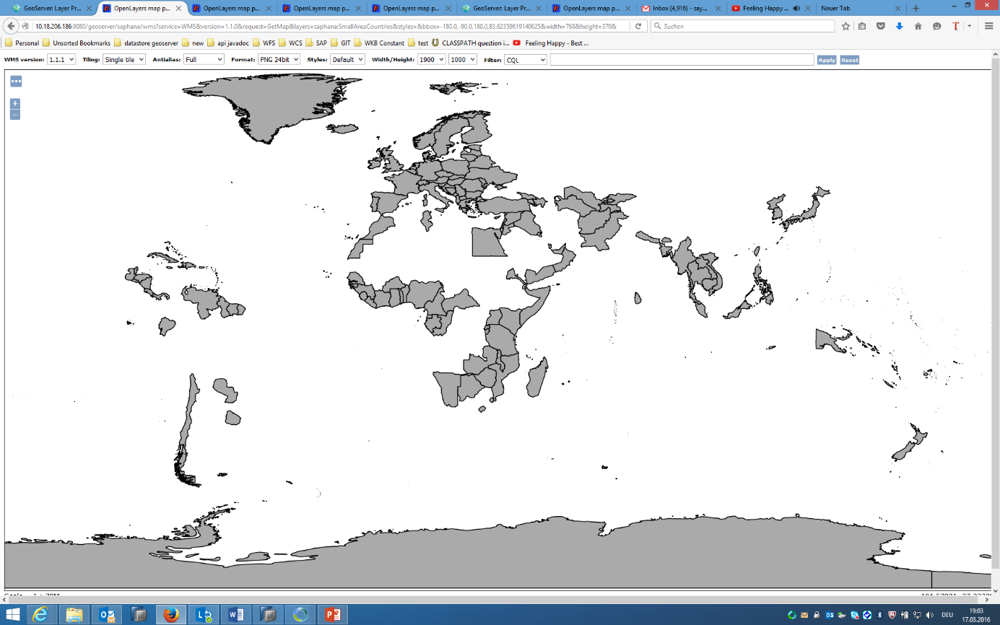 GeoServer: Layer Pr... OpenLayers map p... OpenLayers map p... OpenLayers map p... OpenLayers map p... GeoServer: Layer Pr... OpenLayers map p... Inbox (4,916) - say... Feeling Happy ... Neuer Tab
10.18.206.186:8080/geoserver/saphana/wms?service=WMS&version=1.1.0&request=GetMap&layers=saphana:SmallAreaCountries&styles=&bbox=-180.0,-90.0,180.0,83.62359619140625&width=768&height=370& Suchen
Personal Unsorted Bookmarks datastore geoserver new api javadoc WFS WCS SAP GIT WKB Constant test CLASSPATH question i... Feeling Happy - Best ...
WMS version: 1.1.1 Tiling: Single tile Antialias: Full Format: PNG 24bit Styles: Default Width/Height: 1900 1000 Filter: CQL Apply Reset
DEU 19:03
17.03.2016